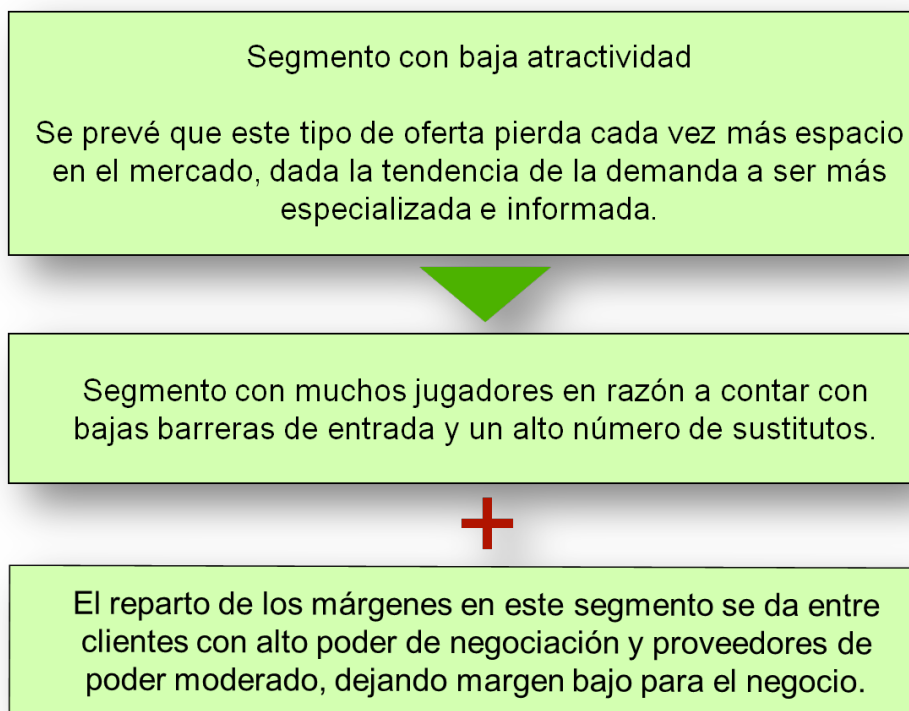 Segmento con baja atractividad
Se prevé que este tipo de oferta pierda cada vez más espacio
en el mercado, dada la tendencia de la demanda a ser más
especializada e informada.
Segmento con muchos jugadores en razón a contar con
bajas barreras de entrada y un alto número de sustitutos.
+
El reparto de los márgenes en este segmento se da entre
clientes con alto poder de negociación y proveedores de
poder moderado, dejando margen bajo para el negocio.